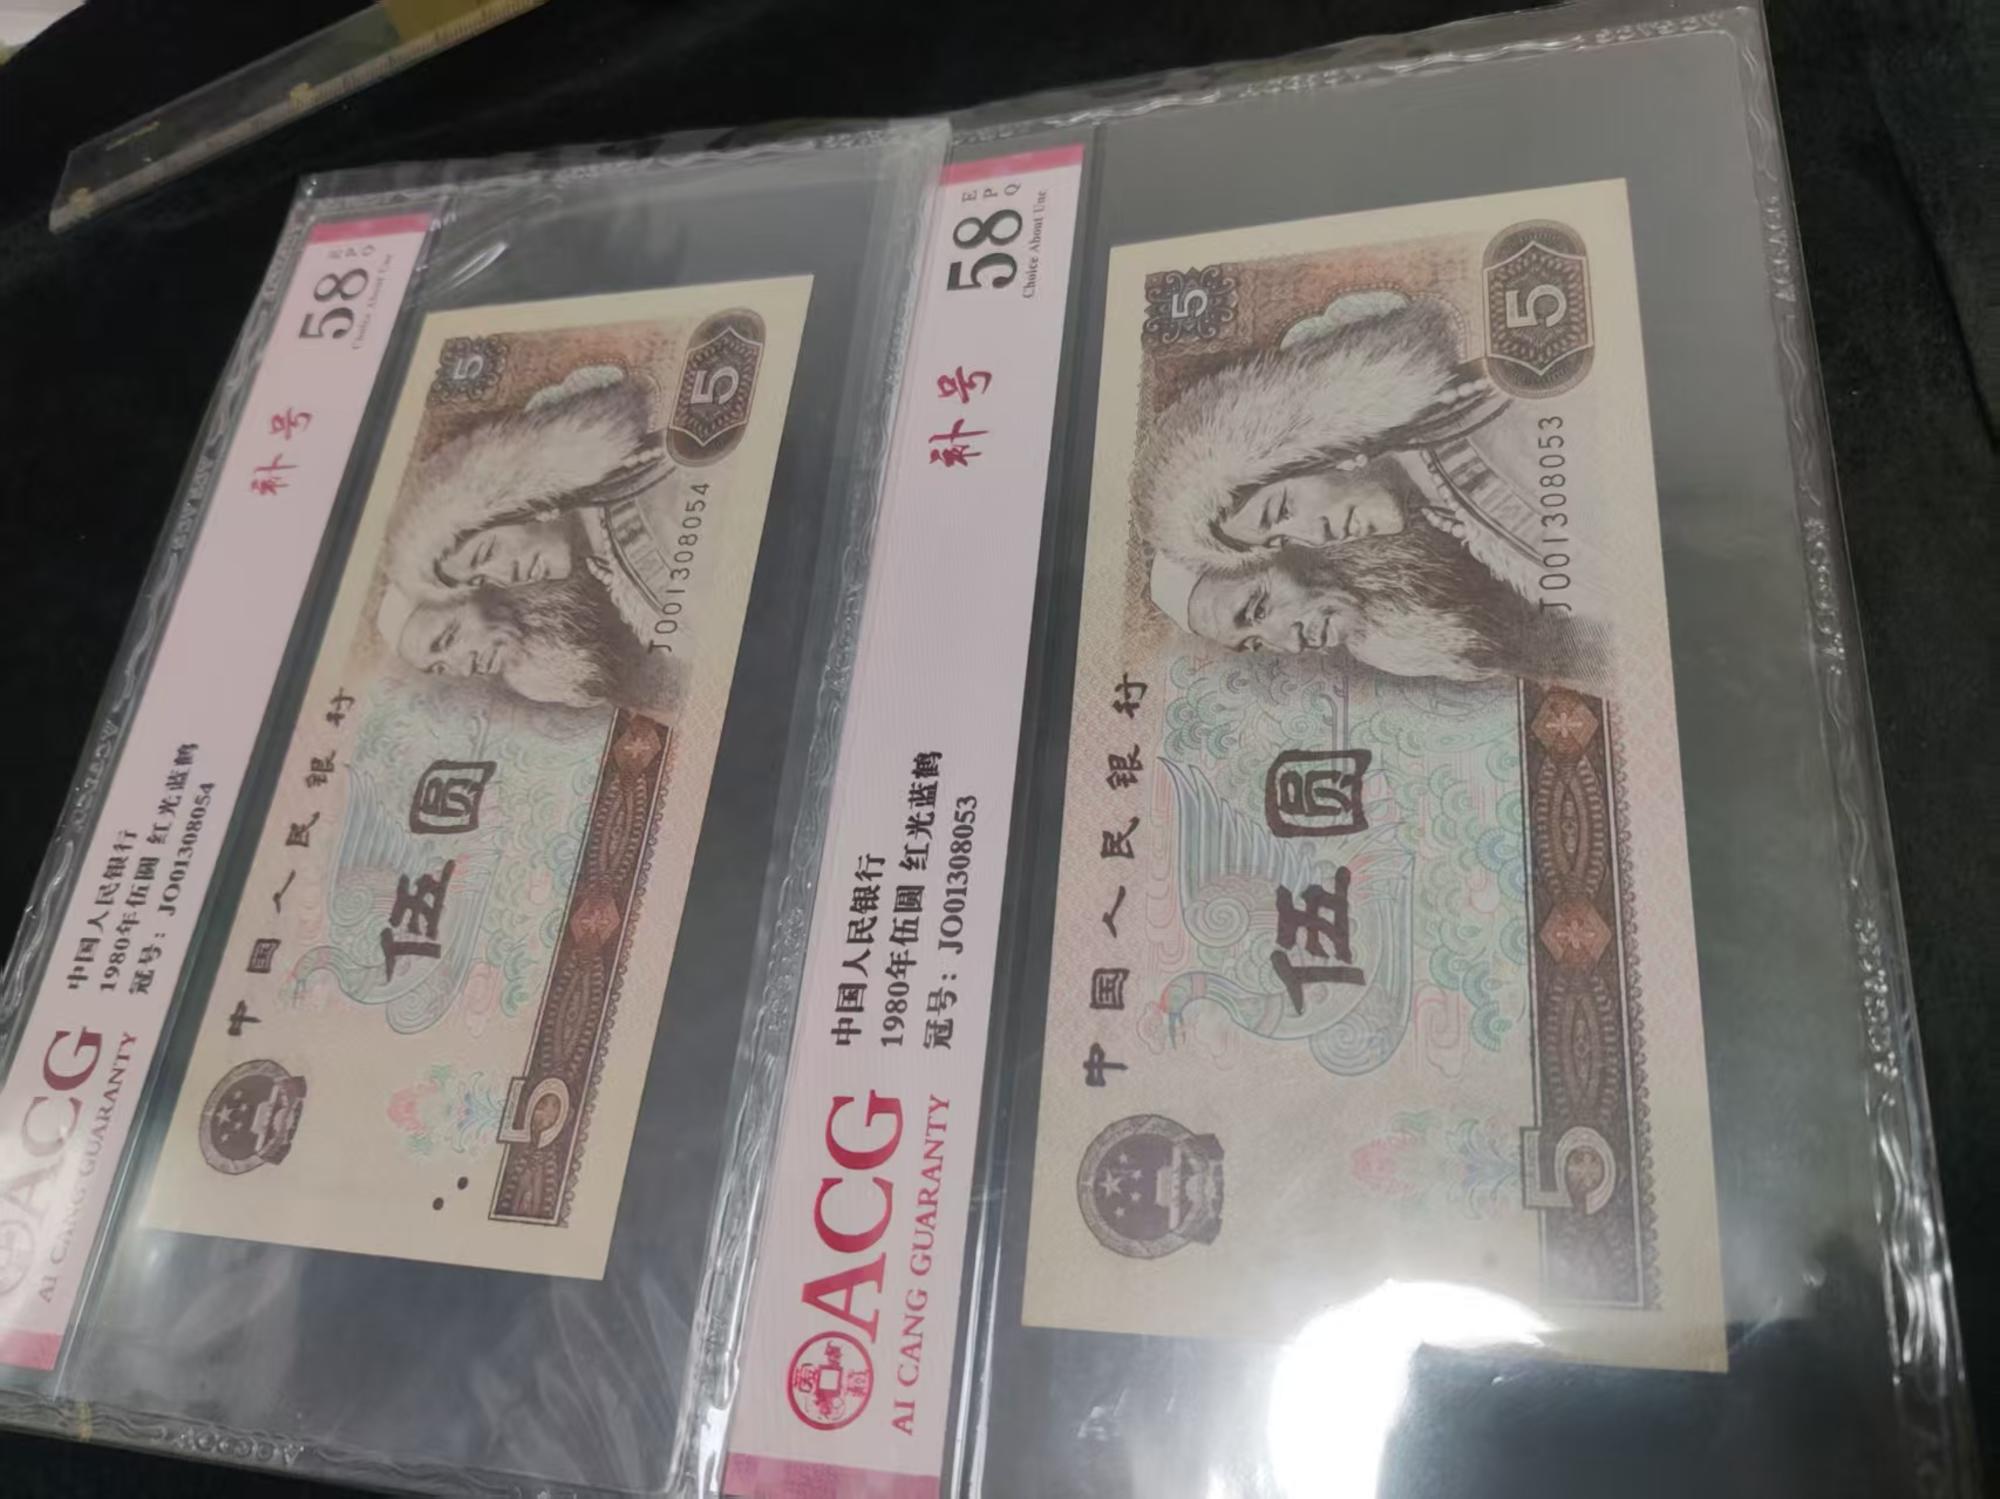 ACG
AI CANG GUARANTY
中国人民银行
1980年伍圆 红光蓝鹤
冠号：JO01308054
补号
58
EPQ
Choice About Unc
中国人民银行
伍圆
5
5
5
JO01308054
ACG
AI CANG GUARANTY
中国人民银行
1980年伍圆 红光蓝鹤
冠号：JO01308053
补号
58
EPQ
Choice About Unc
中国人民银行
伍圆
5
5
5
JO01308053